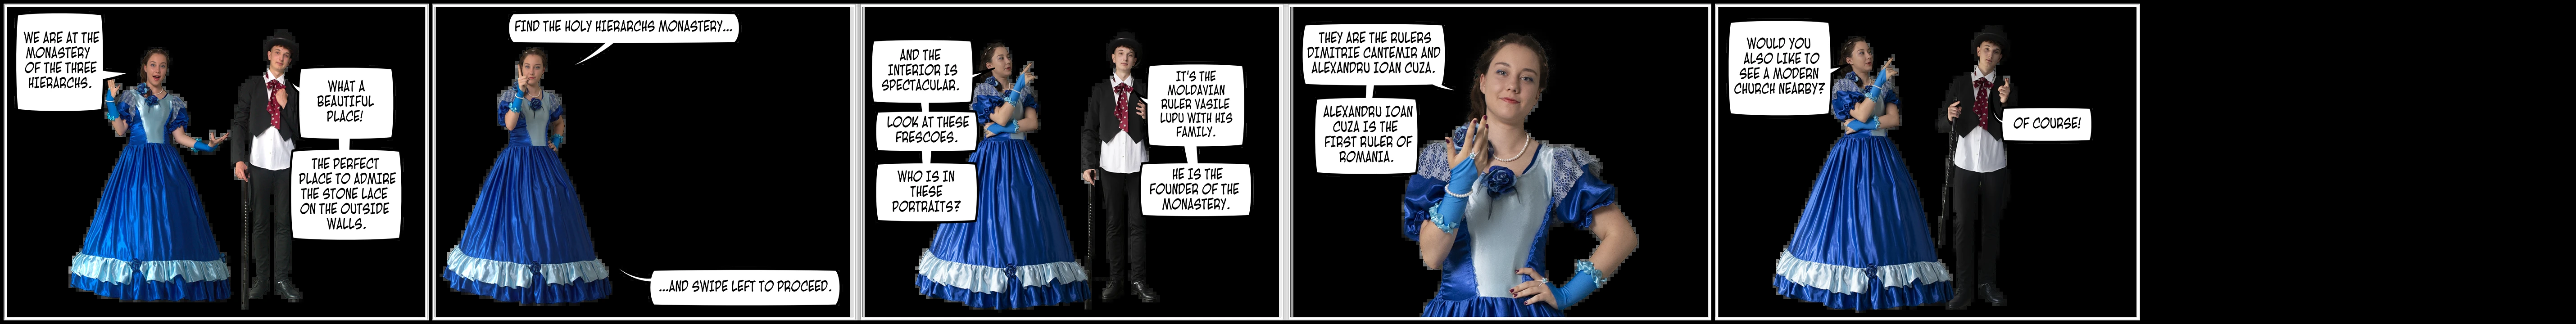 WE ARE AT THE
MONASTERY
OF THE THREE
HIERARCHS.
WHAT A
BEAUTIFUL
PLACE!
THE PERFECT
PLACE TO ADMIRE
THE STONE LACE
ON THE OUTSIDE
WALLS.
FIND THE HOLY HIERARCHS MONASTERY...
...AND SWIPE LEFT TO PROCEED.
AND THE
INTERIOR IS
SPECTACULAR.
LOOK AT THESE
FRESCOES.
WHO IS IN
THESE
PORTRAITS?
IT'S THE
MOLDAVIAN
RULER VASILE
LUPU WITH HIS
FAMILY.
HE IS THE
FOUNDER OF THE
MONASTERY.
THEY ARE THE RULERS
DIMITRIE CANTEMIR AND
ALEXANDRU IOAN CUZA.
ALEXANDRU IOAN
CUZA IS THE
FIRST RULER OF
ROMANIA.
WOULD YOU
ALSO LIKE TO
SEE A MODERN
CHURCH NEARBY?
OF COURSE!